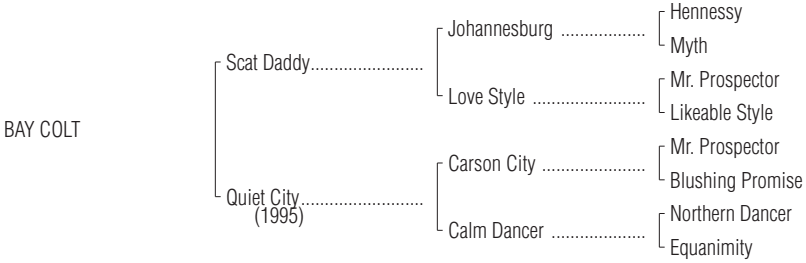 Hennessy
Johannesburg ...................
Myth
Scat Daddy.......................
Mr. Prospector
Love Style .........................
Likeable Style
BAY COLT
Mr. Prospector
Carson City .......................
Blushing Promise
Quiet City.........................
(1995)
Northern Dancer
Calm Dancer .....................
Equanimity